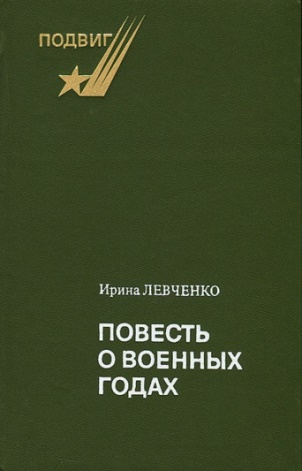 ПОДВИГ
Ирина ЛЕВЧЕНКО
ПОВЕСТЬ
О ВОЕННЫХ
ГОДАХ